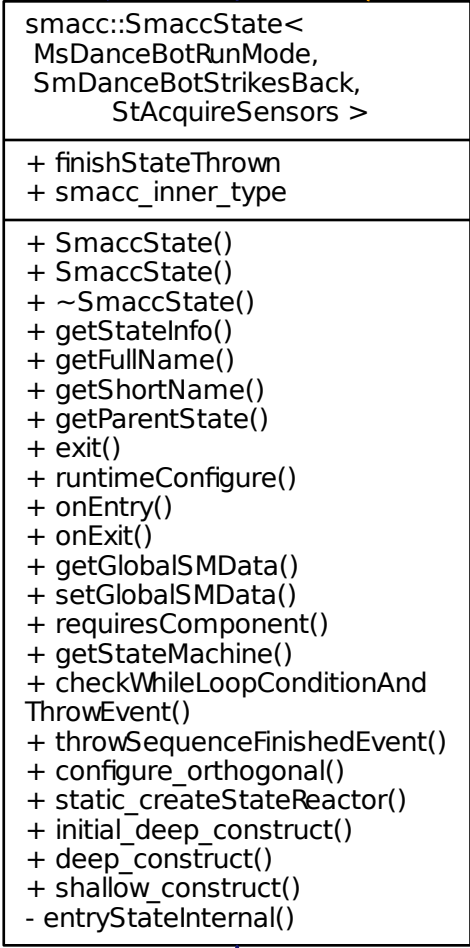 smacc::SmaccState<
MsDanceBotRunMode,
SmDanceBotStrikesBack,
StAcquireSensors >
+ finishStateThrown
+ smacc_inner_type
+ SmaccState()
+ SmaccState()
+ ~SmaccState()
+ getStateInfo()
+ getFullName()
+ getShortName()
+ getParentState()
+ exit()
+ runtimeConfigure()
+ onEntry()
+ onExit()
+ getGlobalSMData()
+ setGlobalSMData()
+ requiresComponent()
+ getStateMachine()
+ checkWhileLoopConditionAnd
ThrowEvent()
+ throwSequenceFinishedEvent()
+ configure_orthogonal()
+ static_createStateReactor()
+ initial_deep_construct()
+ deep_construct()
+ shallow_construct()
- entryStateInternal()